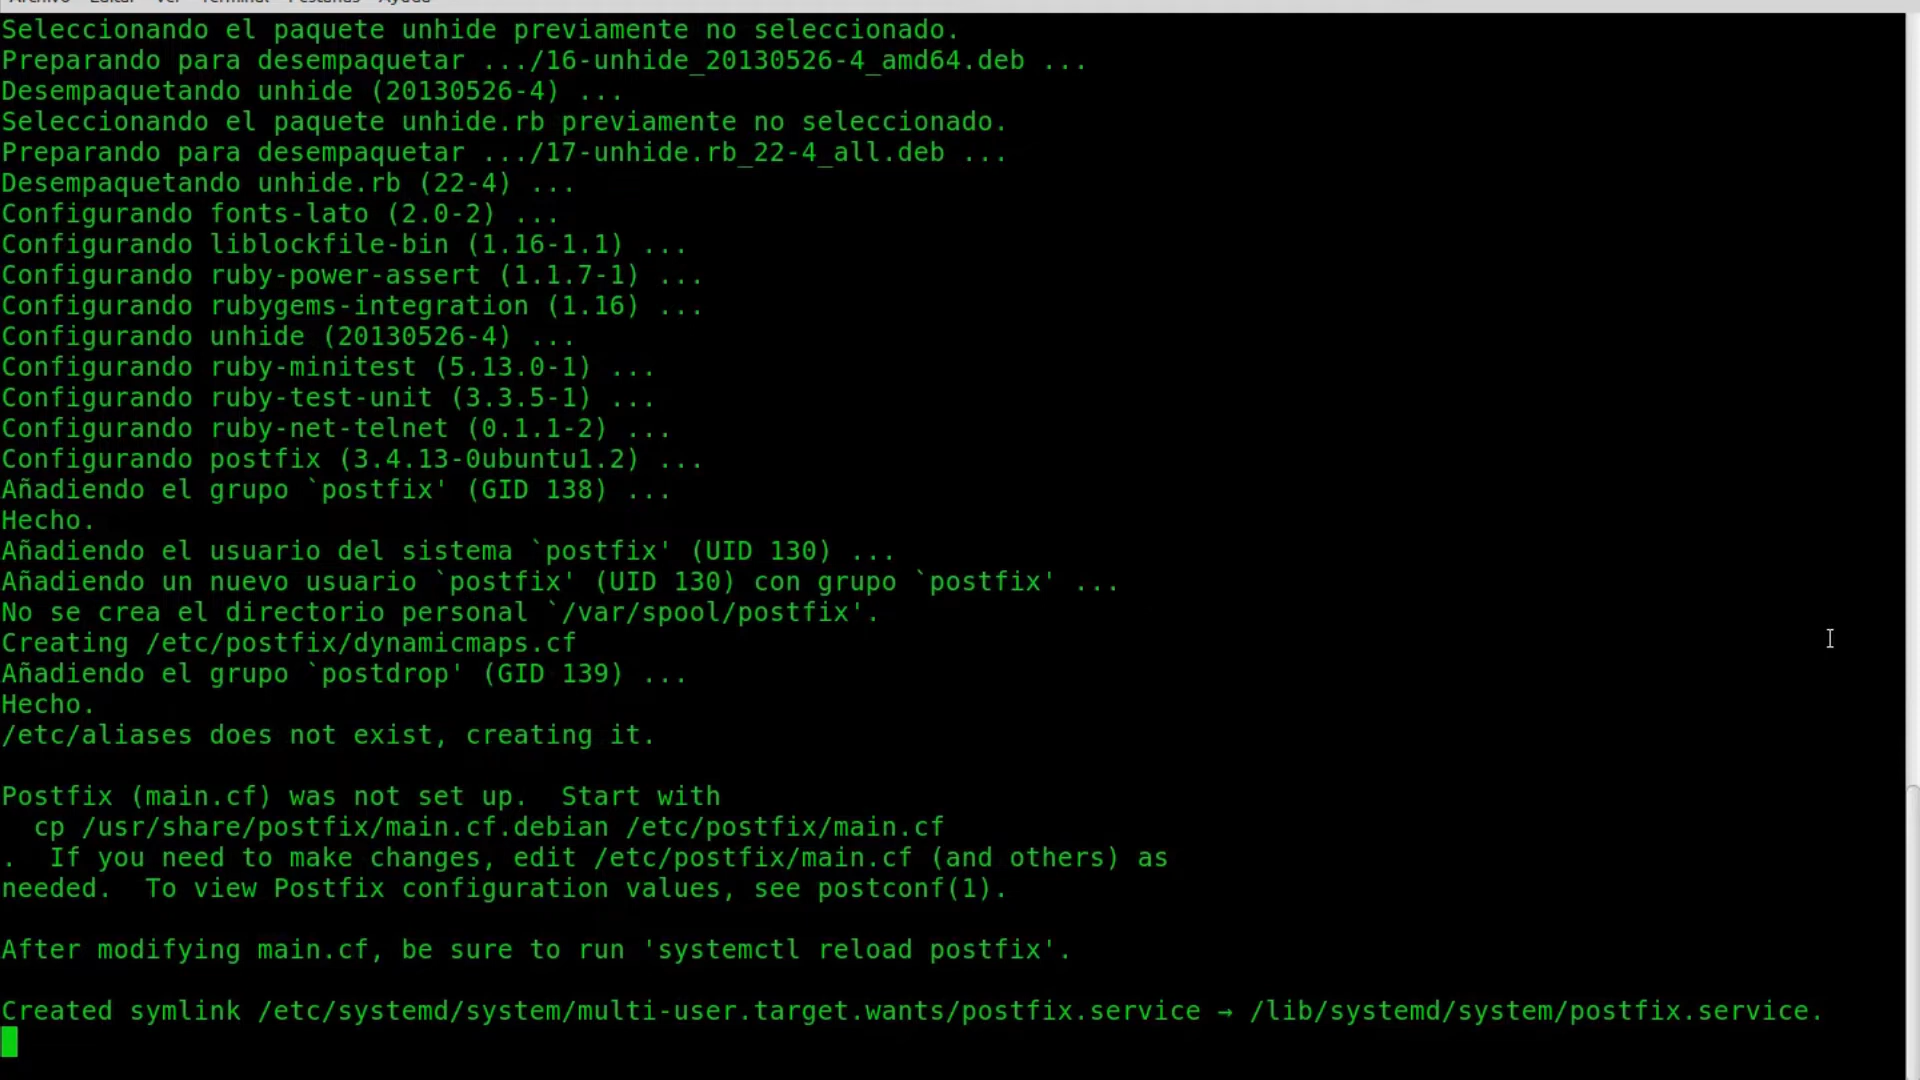 Archivo Editar Ver Terminal Pestañas Ayuda
Seleccionando el paquete unhide previamente no seleccionado.
Preparando para desempaquetar .../16-unhide_20130526-4_amd64.deb ...
Desempaquetando unhide (20130526-4) ...
Seleccionando el paquete unhide.rb previamente no seleccionado.
Preparando para desempaquetar .../17-unhide.rb_22-4_all.deb ...
Desempaquetando unhide.rb (22-4) ...
Configurando fonts-lato (2.0-2) ...
Configurando liblockfile-bin (1.16-1.1) ...
Configurando ruby-power-assert (1.1.7-1) ...
Configurando rubygems-integration (1.16) ...
Configurando unhide (20130526-4) ...
Configurando ruby-minitest (5.13.0-1) ...
Configurando ruby-test-unit (3.3.5-1) ...
Configurando ruby-net-telnet (0.1.1-2) ...
Configurando postfix (3.4.13-0ubuntu1.2) ...
Añadiendo el grupo `postfix' (GID 138) ...
Hecho.
Añadiendo el usuario del sistema `postfix' (UID 130) ...
Añadiendo un nuevo usuario `postfix' (UID 130) con grupo `postfix' ...
No se crea el directorio personal `/var/spool/postfix'.
Creating /etc/postfix/dynamicmaps.cf
Añadiendo el grupo `postdrop' (GID 139) ...
Hecho.
/etc/aliases does not exist, creating it.
Postfix (main.cf) was not set up.  Start with
  cp /usr/share/postfix/main.cf.debian /etc/postfix/main.cf
.  If you need to make changes, edit /etc/postfix/main.cf (and others) as
needed.  To view Postfix configuration values, see postconf(1).
After modifying main.cf, be sure to run 'systemctl reload postfix'.
Created symlink /etc/systemd/system/multi-user.target.wants/postfix.service → /lib/systemd/system/postfix.service.